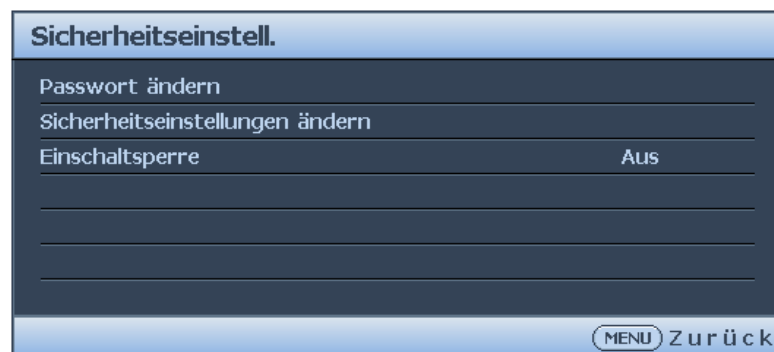 Sicherheitseinstell.
Passwort ändern
Sicherheitseinstellungen ändern
Einschaltsperre Aus
MENU Zurück